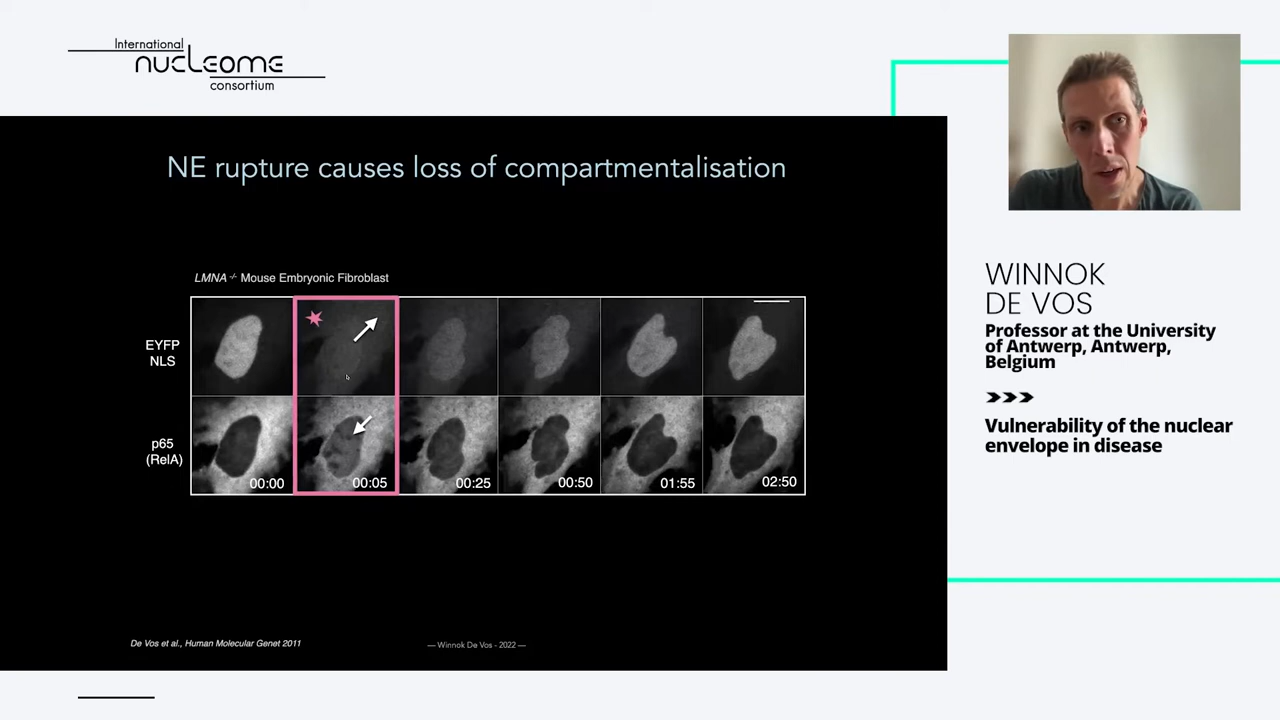 International
nucleome
consortium
NE rupture causes loss of compartmentalisation
LMNA -/- Mouse Embryonic Fibroblast
EYFP
NLS
p65
(RelA)
00:00
00:05
00:25
00:50
01:55
02:50
De Vos et al., Human Molecular Genet 2011
— Winnok De Vos - 2022 —
WINNOK
DE VOS
Professor at the University
of Antwerp, Antwerp,
Belgium
Vulnerability of the nuclear
envelope in disease